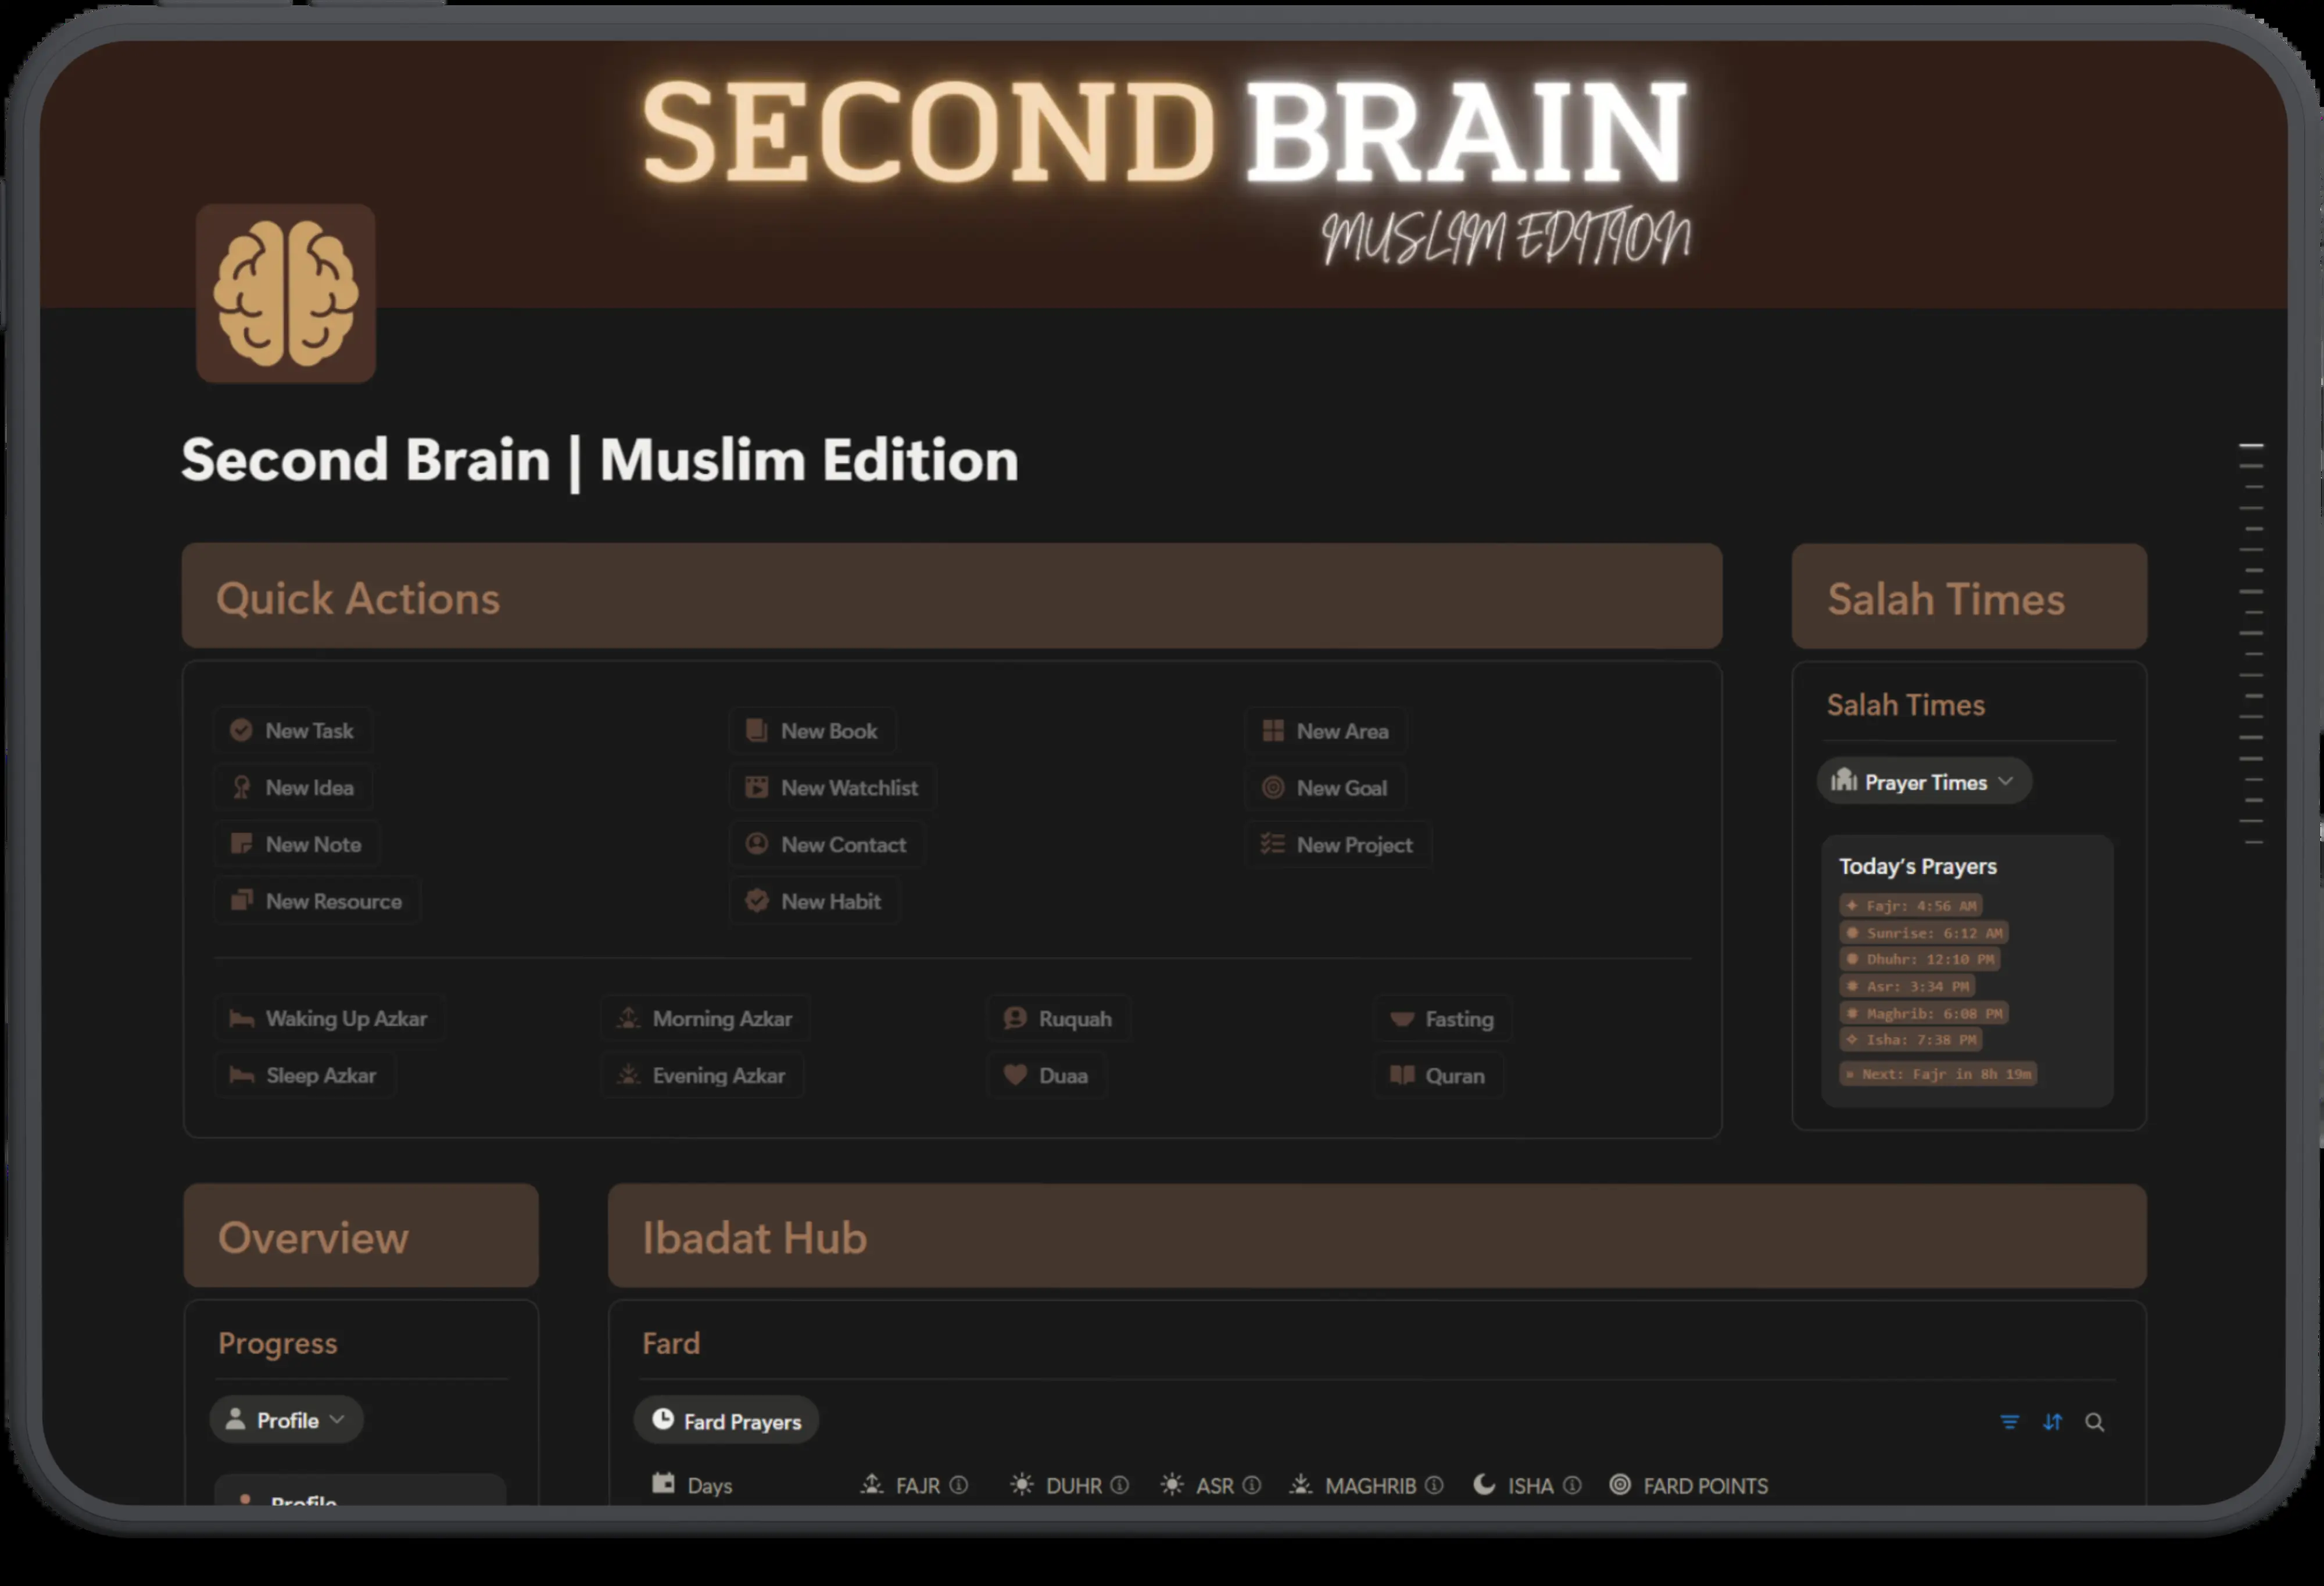 SECOND BRAIN
MUSLIM EDITION
Second Brain | Muslim Edition
Quick Actions
New Task
New Idea
New Note
New Resource
New Book
New Watchlist
New Contact
New Habit
New Area
New Goal
New Project
Waking Up Azkar
Sleep Azkar
Morning Azkar
Evening Azkar
Ruquah
Duaa
Fasting
Quran
Salah Times
Salah Times
Prayer Times
Today's Prayers
Fajr: 4:56 AM
Sunrise: 6:12 AM
Dhuhr: 12:10 PM
Asr: 3:34 PM
Maghrib: 6:08 PM
Isha: 7:38 PM
» Next: Fajr in 8h 19m
Overview
Progress
Profile
Profile
Ibadat Hub
Fard
Fard Prayers
Days FAJR DUHR ASR MAGHRIB ISHA FARD POINTS